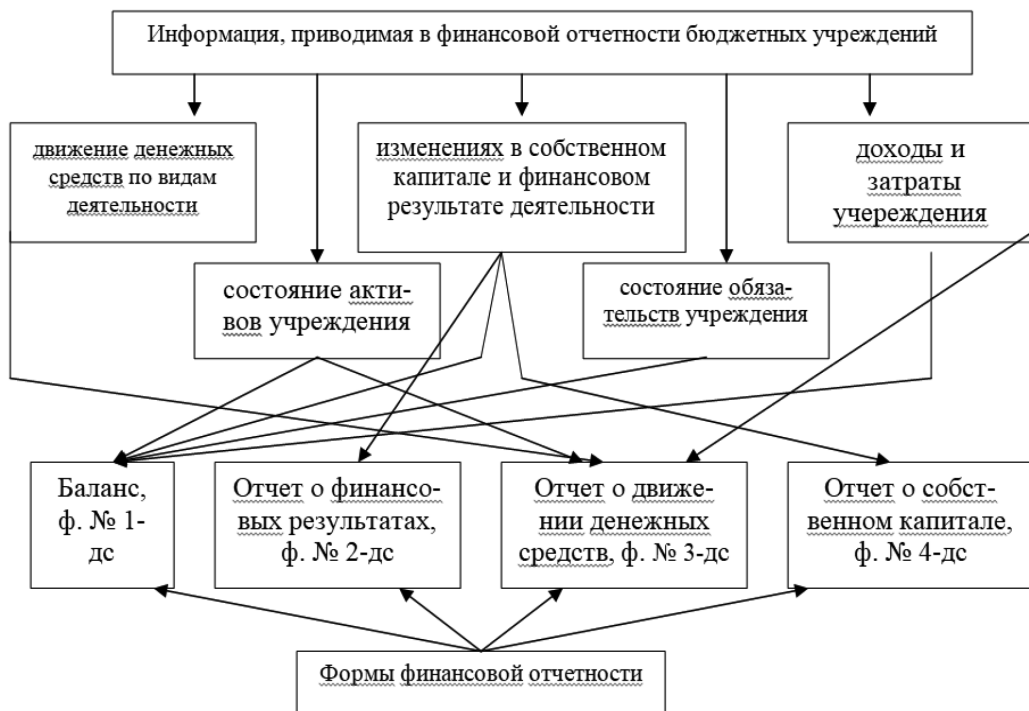 Информация, приводимая в финансовой отчетности бюджетных учреждений
движение денежных
средств по видам
деятельности
изменениях в собственном
капитале и финансовом
результате деятельности
доходы и
затраты
учереждения
состояние акти-
вов учреждения
состояние обяза-
тельств учреждения
Баланс,
ф. № 1-
дс
Отчет о финансо-
вых результатах,
ф. № 2-дс
Отчет о движе-
нии денежных
средств, ф. № 3-дс
Отчет о собст-
венном капитале,
ф. № 4-дс
Формы финансовой отчетности